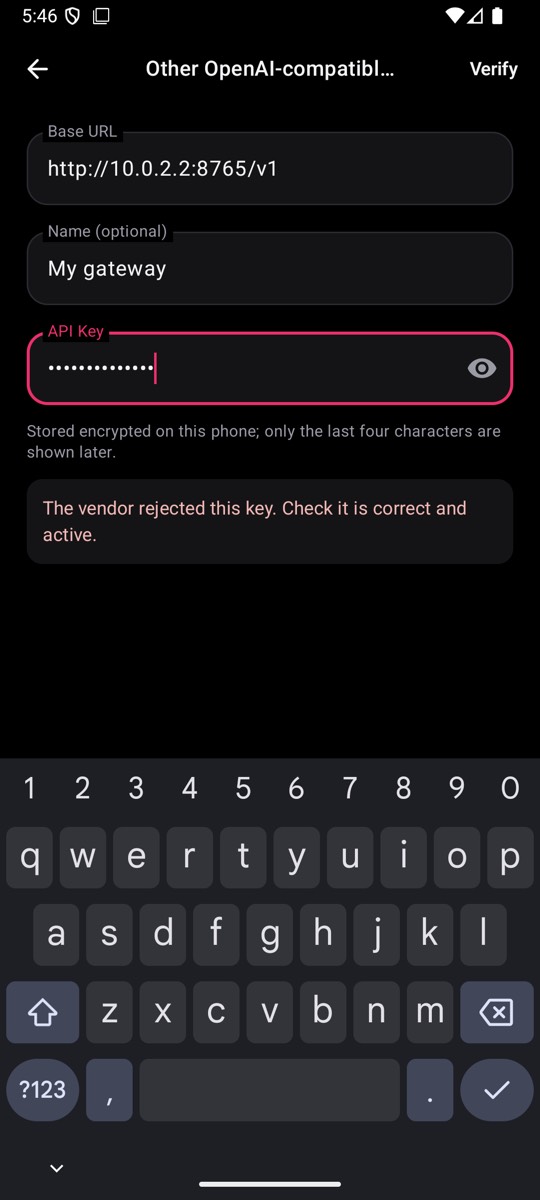 5:46
Other OpenAI-compatibl...
Verify
Base URL
http://10.0.2.2:8765/v1
Name (optional)
My gateway
API Key
••••••••••••••
Stored encrypted on this phone; only the last four characters are
shown later.
The vendor rejected this key. Check it is correct and
active.
1 2 3 4 5 6 7 8 9 0
q w e r t y u i o p
a s d f g h j k l
z x c v b n m
?123 , .